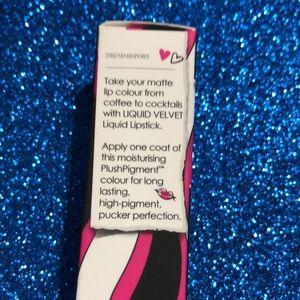 TREND REPORT
Take your matte
lip colour from
coffee to cocktails
with LIQUID VELVET
Liquid Lipstick.
Apply one coat of
this moisturising
PlushPigment™
colour for long
lasting,
high-pigment,
pucker perfection.